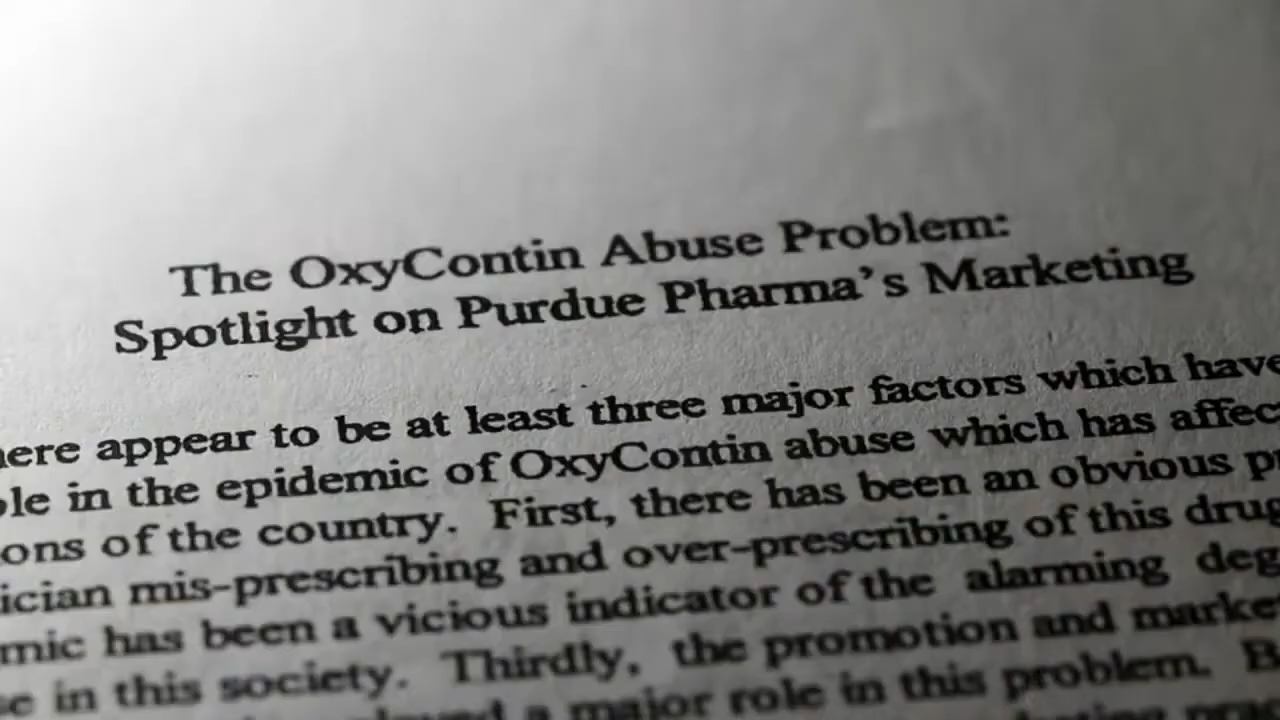 The OxyContin Abuse Problem:
Spotlight on Purdue Pharma's Marketing
here appear to be at least three major factors which have
ole in the epidemic of OxyContin abuse which has affec
ons of the country. First, there has been an obvious p
ician mis-prescribing and over-prescribing of this drug
mic has been a vicious indicator of the alarming deg
se in this society. Thirdly, the promotion and marke
played a major role in this problem. B